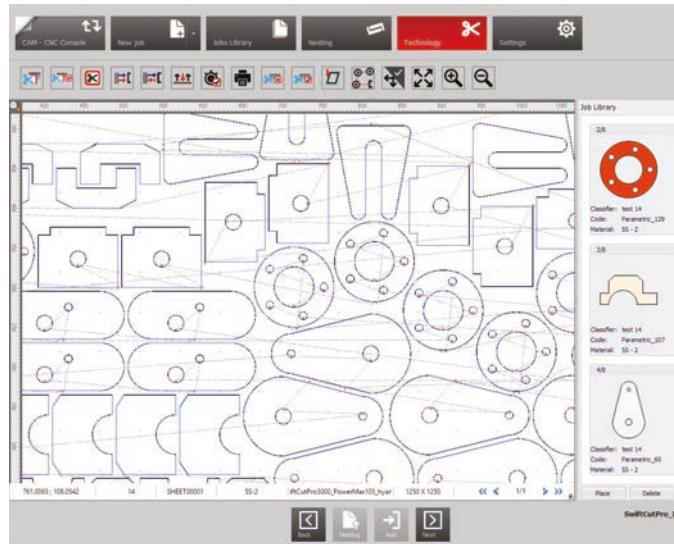 CAM - CNC Console
New job
Jobs Library
Nesting
Technology
Settings
Job Library
2/8
Classifier: test 14
Code: Parametric_129
Material: SS - 2
3/8
Classifier: test 14
Code: Parametric_107
Material: SS - 2
4/8
Classifier: test 14
Code: Parametric_60
Material: SS - 2
761.0093 ; 108.0542 14 SHEET00001 SS-2 iftCutPro3000_PowerMax105_hyar 1250 X 1250 1/1
Place Delete
Back Nesting Add Next
SwiftCutPro_